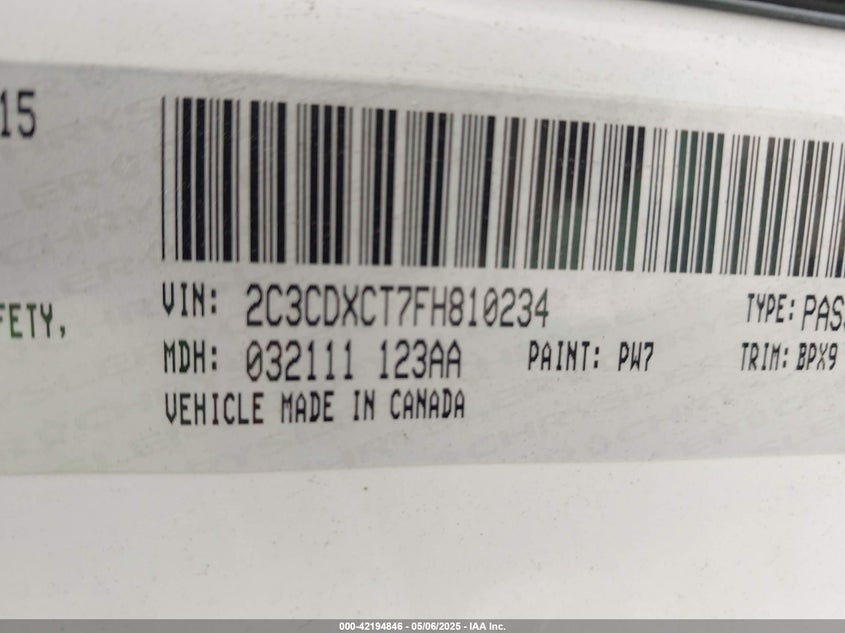 15
FETY,
VIN: 2C3CDXCT7FH810234 TYPE: PAS
MDH: 032111 123AA PAINT: PW7 TRIM: BPX9
VEHICLE MADE IN CANADA
000-42194846 - 05/06/2025 - IAA Inc.